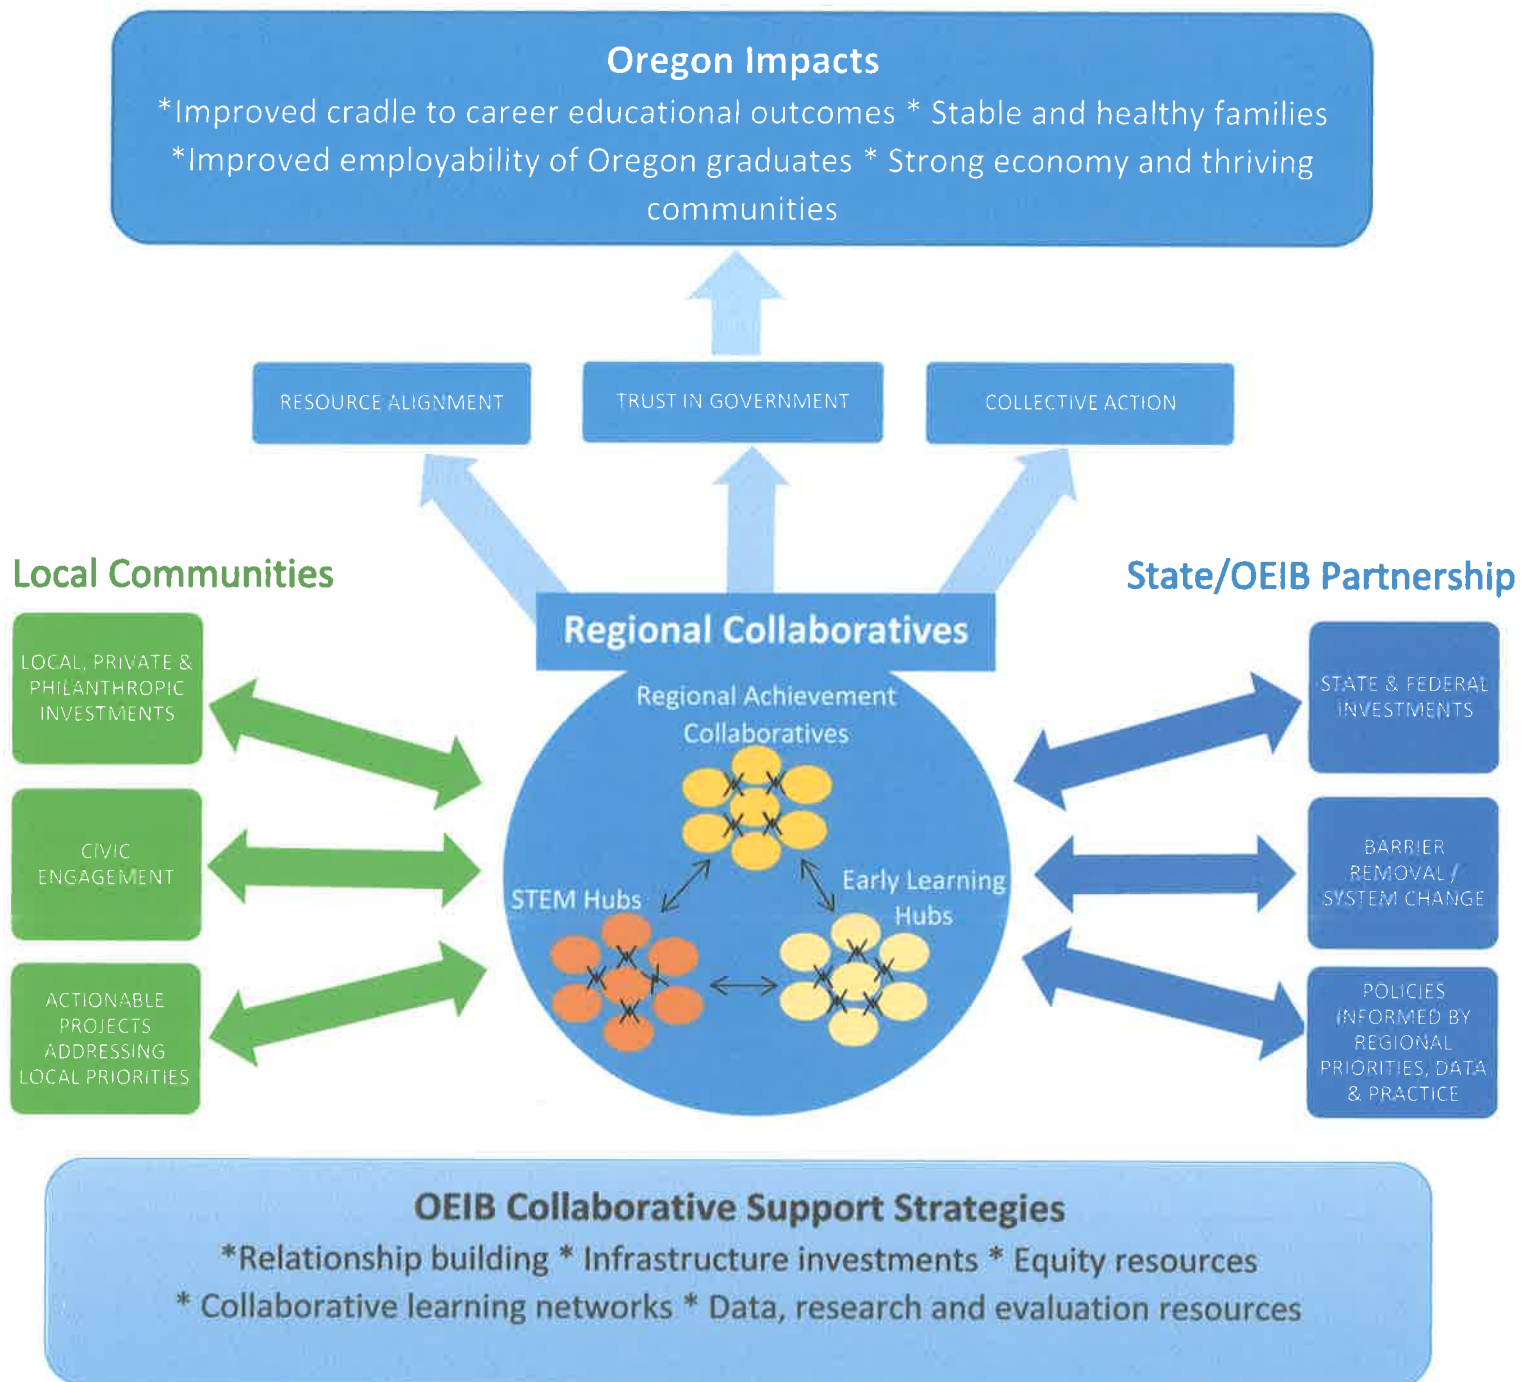 Oregon Impacts
*Improved cradle to career educational outcomes * Stable and healthy families
*Improved employability of Oregon graduates * Strong economy and thriving
communities
RESOURCE ALIGNMENT
TRUST IN GOVERNMENT
COLLECTIVE ACTION
Local Communities
LOCAL, PRIVATE &
PHILANTHROPIC
INVESTMENTS
CIVIC
ENGAGEMENT
ACTIONABLE
PROJECTS
ADDRESSING
LOCAL PRIORITIES
Regional Collaboratives
Regional Achievement
Collaboratives
STEM Hubs
Early Learning
Hubs
State/OEIB Partnership
STATE & FEDERAL
INVESTMENTS
BARRIER
REMOVAL /
SYSTEM CHANGE
POLICIES
INFORMED BY
REGIONAL
PRIORITIES, DATA
& PRACTICE
OEIB Collaborative Support Strategies
*Relationship building * Infrastructure investments * Equity resources
* Collaborative learning networks * Data, research and evaluation resources